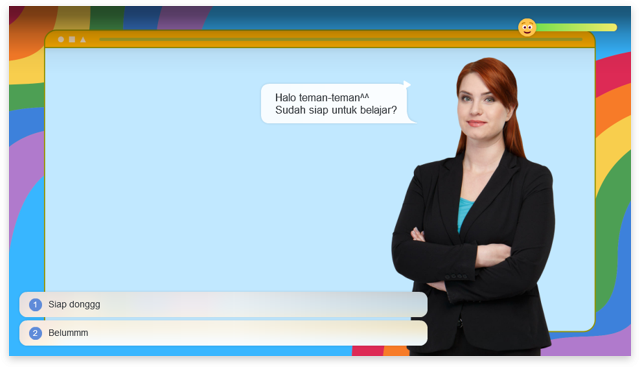 Halo teman-teman^^
Sudah siap untuk belajar?
1 Siap donggg
2 Belummm